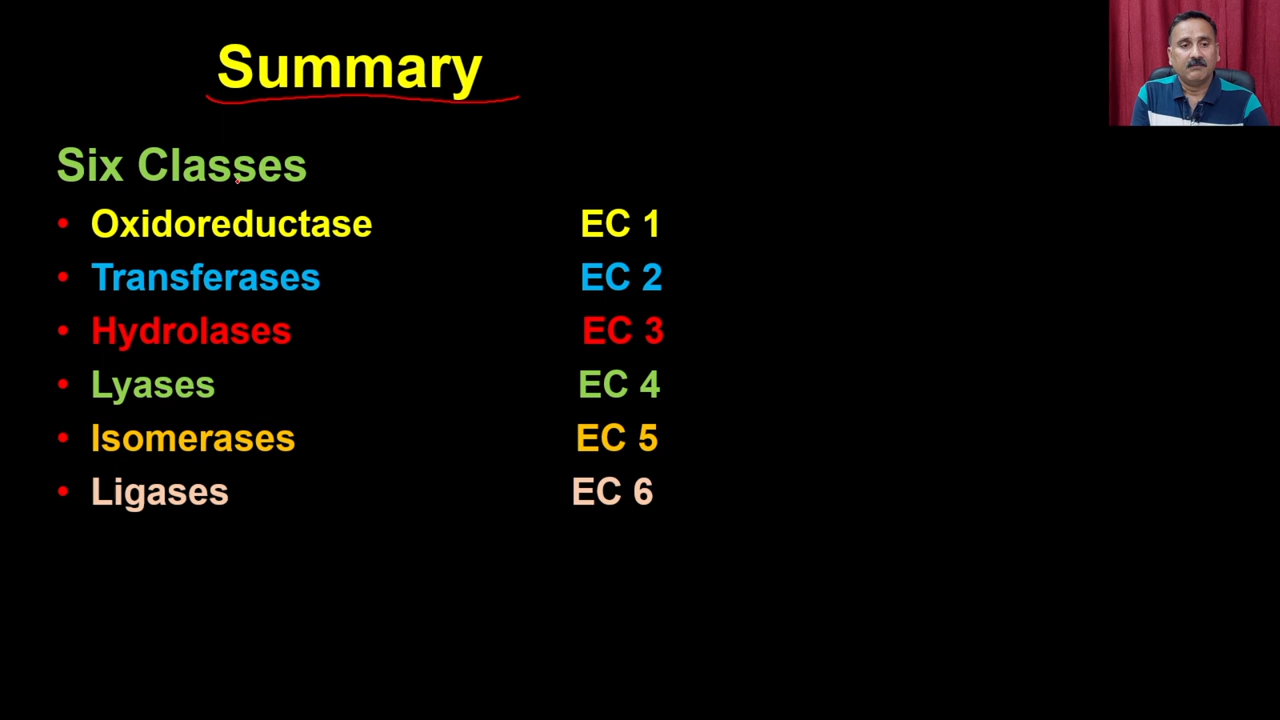 Summary
Six Classes
• Oxidoreductase EC 1
• Transferases EC 2
• Hydrolases EC 3
• Lyases EC 4
• Isomerases EC 5
• Ligases EC 6